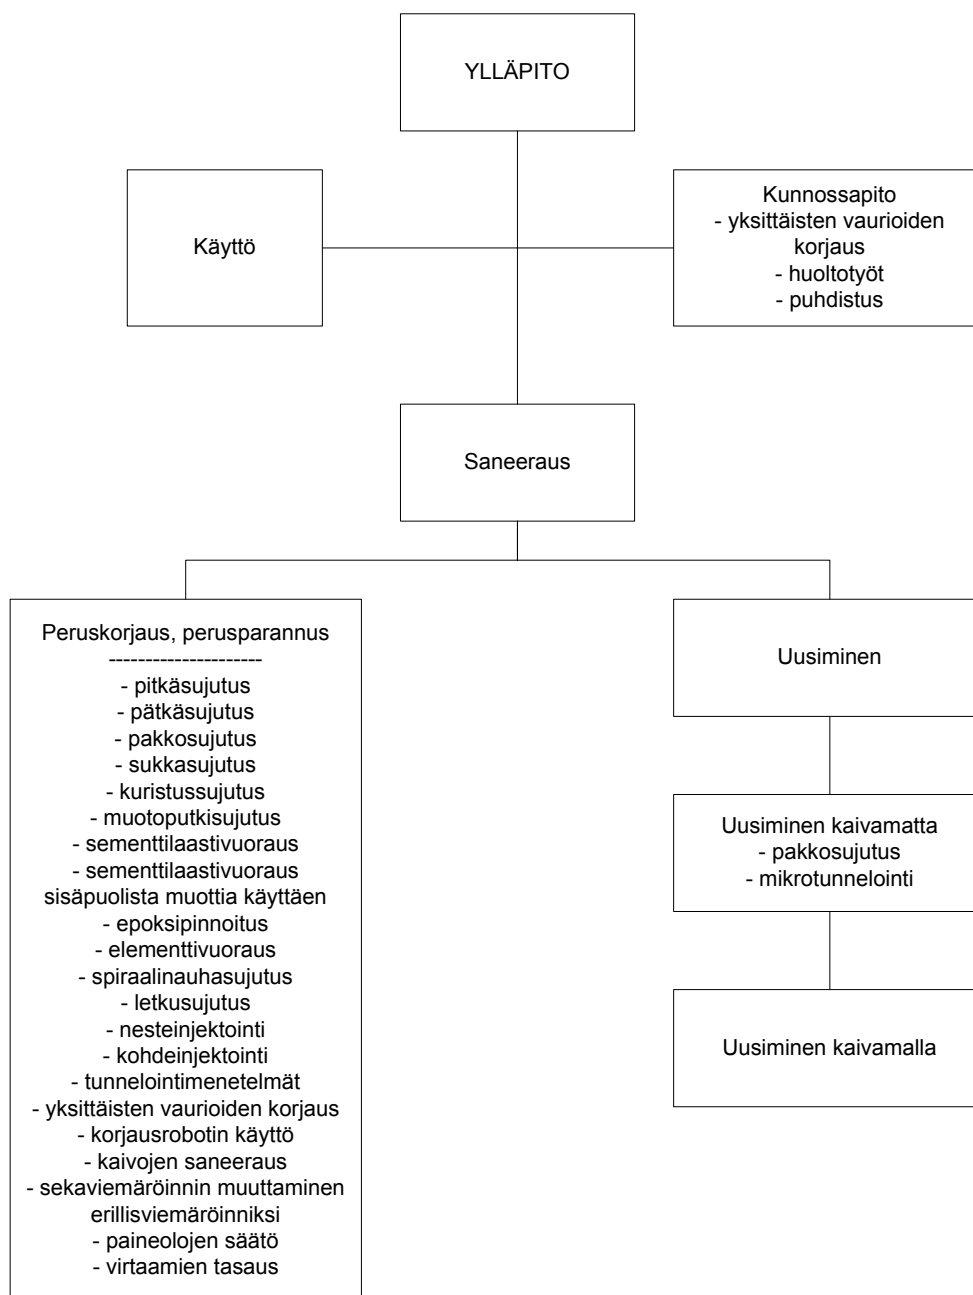 YLLÄPITO
Käyttö
Kunnossapito
- yksittäisten vaurioiden
korjaus
- huoltotyöt
- puhdistus
Saneeraus
Peruskorjaus, perusparannus
---------------------
- pitkäsujutus
- pätkäsujutus
- pakkosujutus
- sukkasujutus
- kuristussujutus
- muotoputkisujutus
- sementtilaastivuoraus
- sementtilaastivuoraus
sisäpuolista muottia käyttäen
- epoksipinnoitus
- elementtivuoraus
- spiraalinauhasujutus
- letkusujutus
- nesteinjektointi
- kohdeinjektointi
- tunnelointimenetelmät
- yksittäisten vaurioiden korjaus
- korjausrobotin käyttö
- kaivojen saneeraus
- sekaviemäröinnin muuttaminen
erillisviemäröinniksi
- paineolojen säätö
- virtaamien tasaus
Uusiminen
Uusiminen kaivamatta
- pakkosujutus
- mikrotunnelointi
Uusiminen kaivamalla